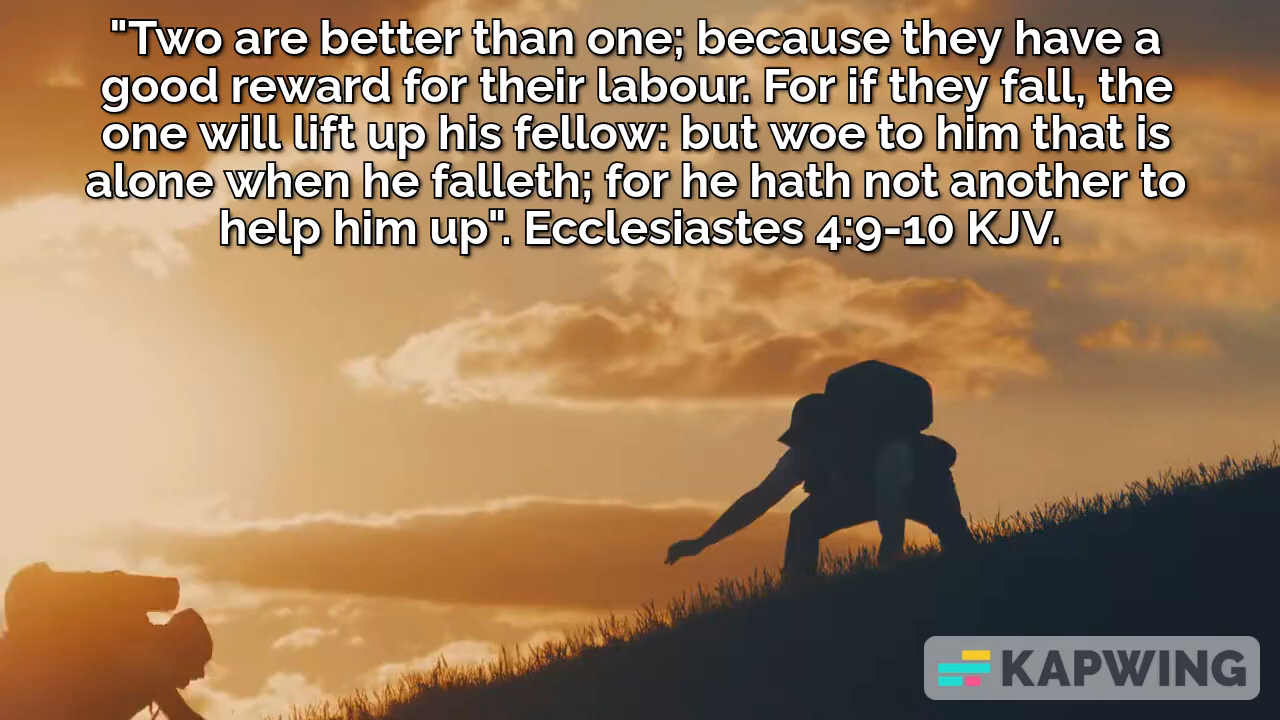 "Two are better than one; because they have a
good reward for their labour. For if they fall, the
one will lift up his fellow: but woe to him that is
alone when he falleth; for he hath not another to
help him up". Ecclesiastes 4:9-10 KJV.
KAPWING